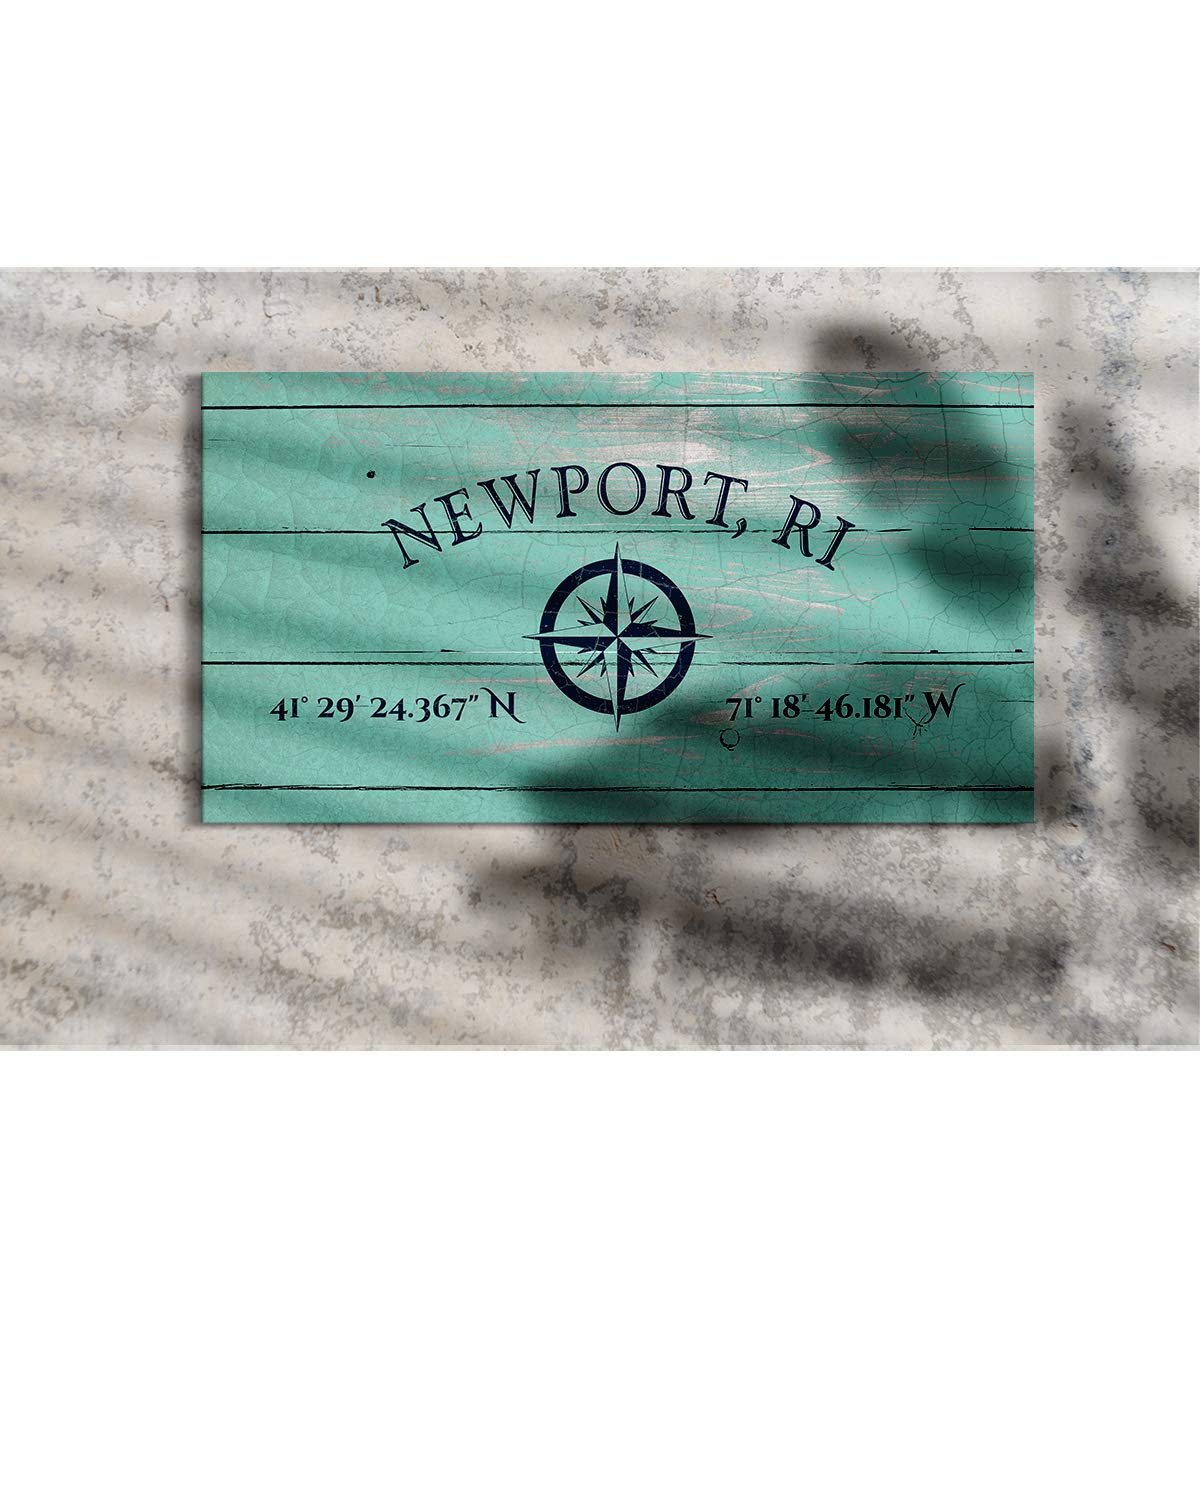 NEWPORT, RI
41° 29' 24.367" N
71° 18' 46.181" W